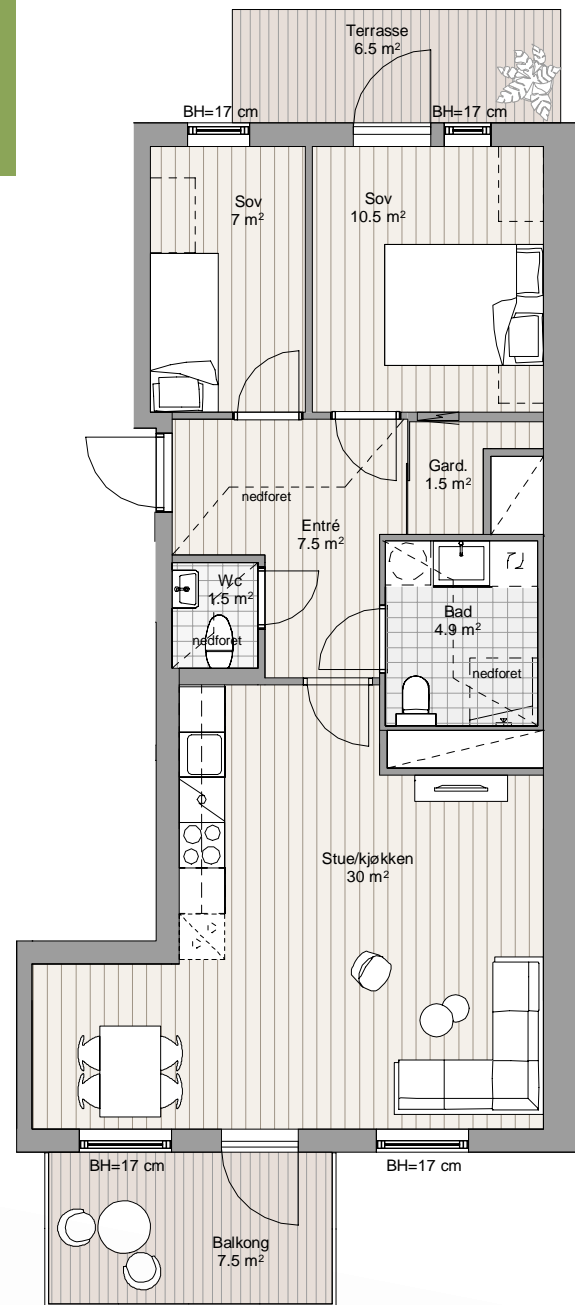 Terrasse
6.5 m²
BH=17 cm
BH=17 cm
Sov
7 m²
Sov
10.5 m²
Gard.
1.5 m²
nedforet
Entré
7.5 m²
Wc
1.5 m²
nedforet
Bad
4.9 m²
nedforet
Stue/kjøkken
30 m²
BH=17 cm
BH=17 cm
Balkong
7.5 m²